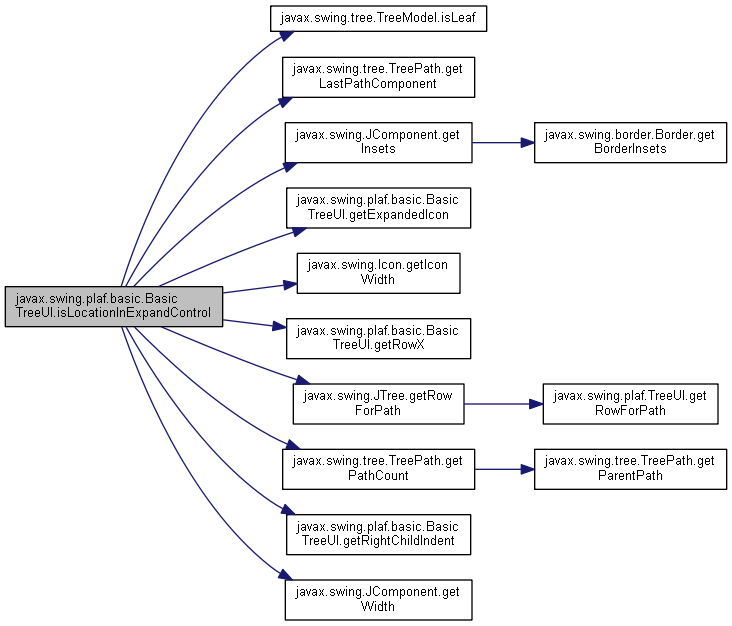 javax.swing.tree.TreeModel.isLeaf
javax.swing.tree.TreePath.get
LastPathComponent
javax.swing.JComponent.get
Insets
javax.swing.border.Border.get
BorderInsets
javax.swing.plaf.basic.Basic
TreeUI.getExpandedIcon
javax.swing.Icon.getIcon
Width
javax.swing.plaf.basic.Basic
TreeUI.isLocationInExpandControl
javax.swing.plaf.basic.Basic
TreeUI.getRowX
javax.swing.JTree.getRow
ForPath
javax.swing.plaf.TreeUI.get
RowForPath
javax.swing.tree.TreePath.get
PathCount
javax.swing.tree.TreePath.get
ParentPath
javax.swing.plaf.basic.Basic
TreeUI.getRightChildIndent
javax.swing.JComponent.get
Width